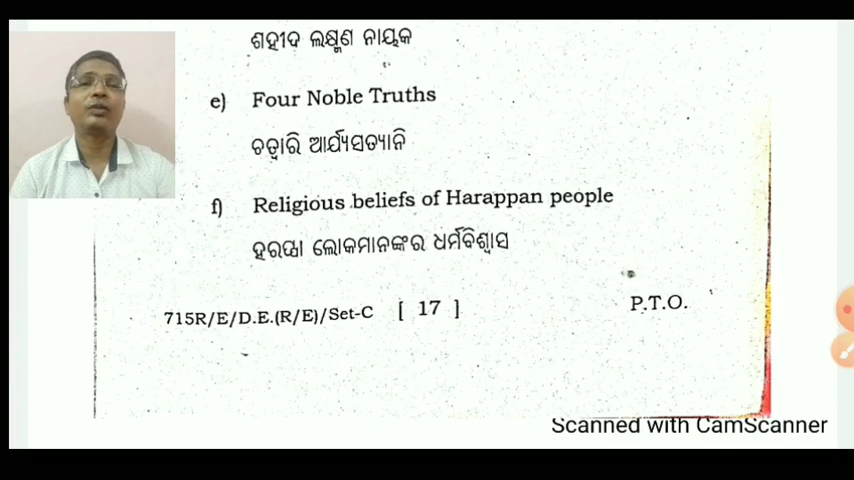 ଶହୀଦ ଲକ୍ଷ୍ମଣ ନାୟକ
e) Four Noble Truths
ଚତ୍ୱାରି ଆର୍ଯ୍ୟସତ୍ୟାନି
f) Religious beliefs of Harappan people
ହରପ୍ପା ଲୋକମାନଙ୍କର ଧର୍ମବିଶ୍ୱାସ
715R/E/D.E.(R/E)/Set-C [ 17 ] P.T.O.
Scanned with CamScanner